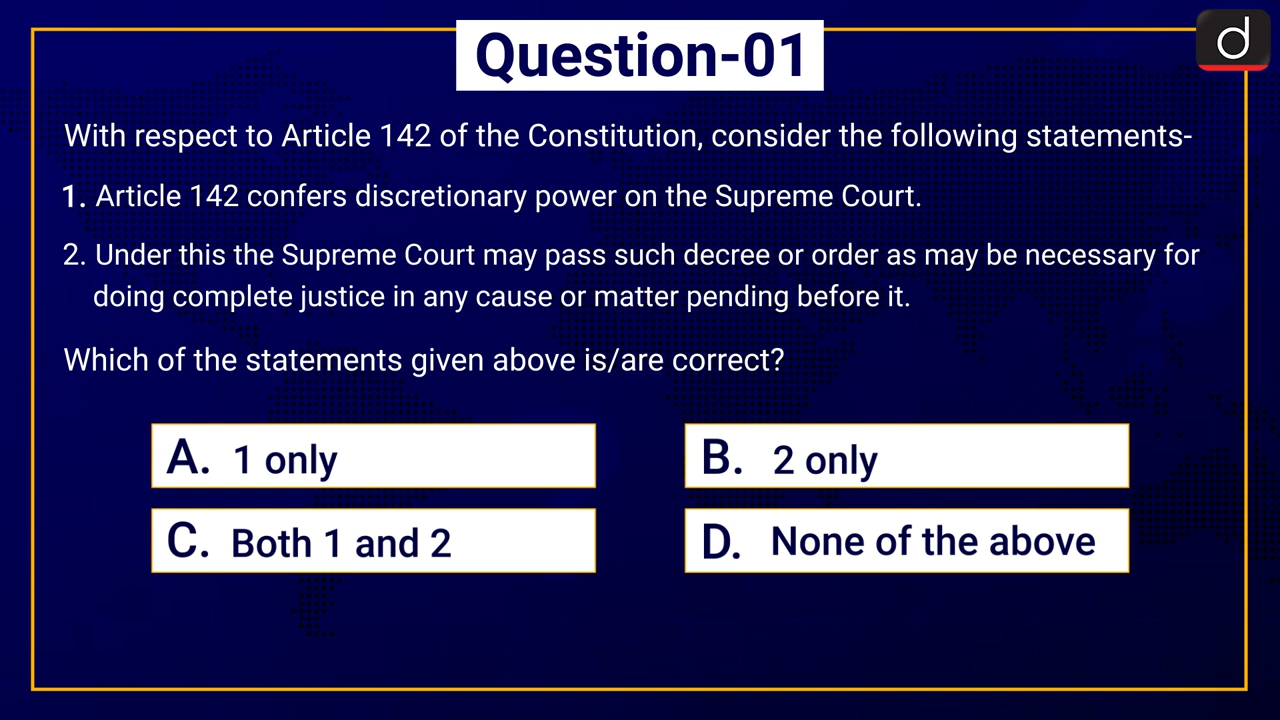 Question-01
d
With respect to Article 142 of the Constitution, consider the following statements-
1. Article 142 confers discretionary power on the Supreme Court.
2. Under this the Supreme Court may pass such decree or order as may be necessary for
doing complete justice in any cause or matter pending before it.
Which of the statements given above is/are correct?
A. 1 only
B. 2 only
C. Both 1 and 2
D. None of the above